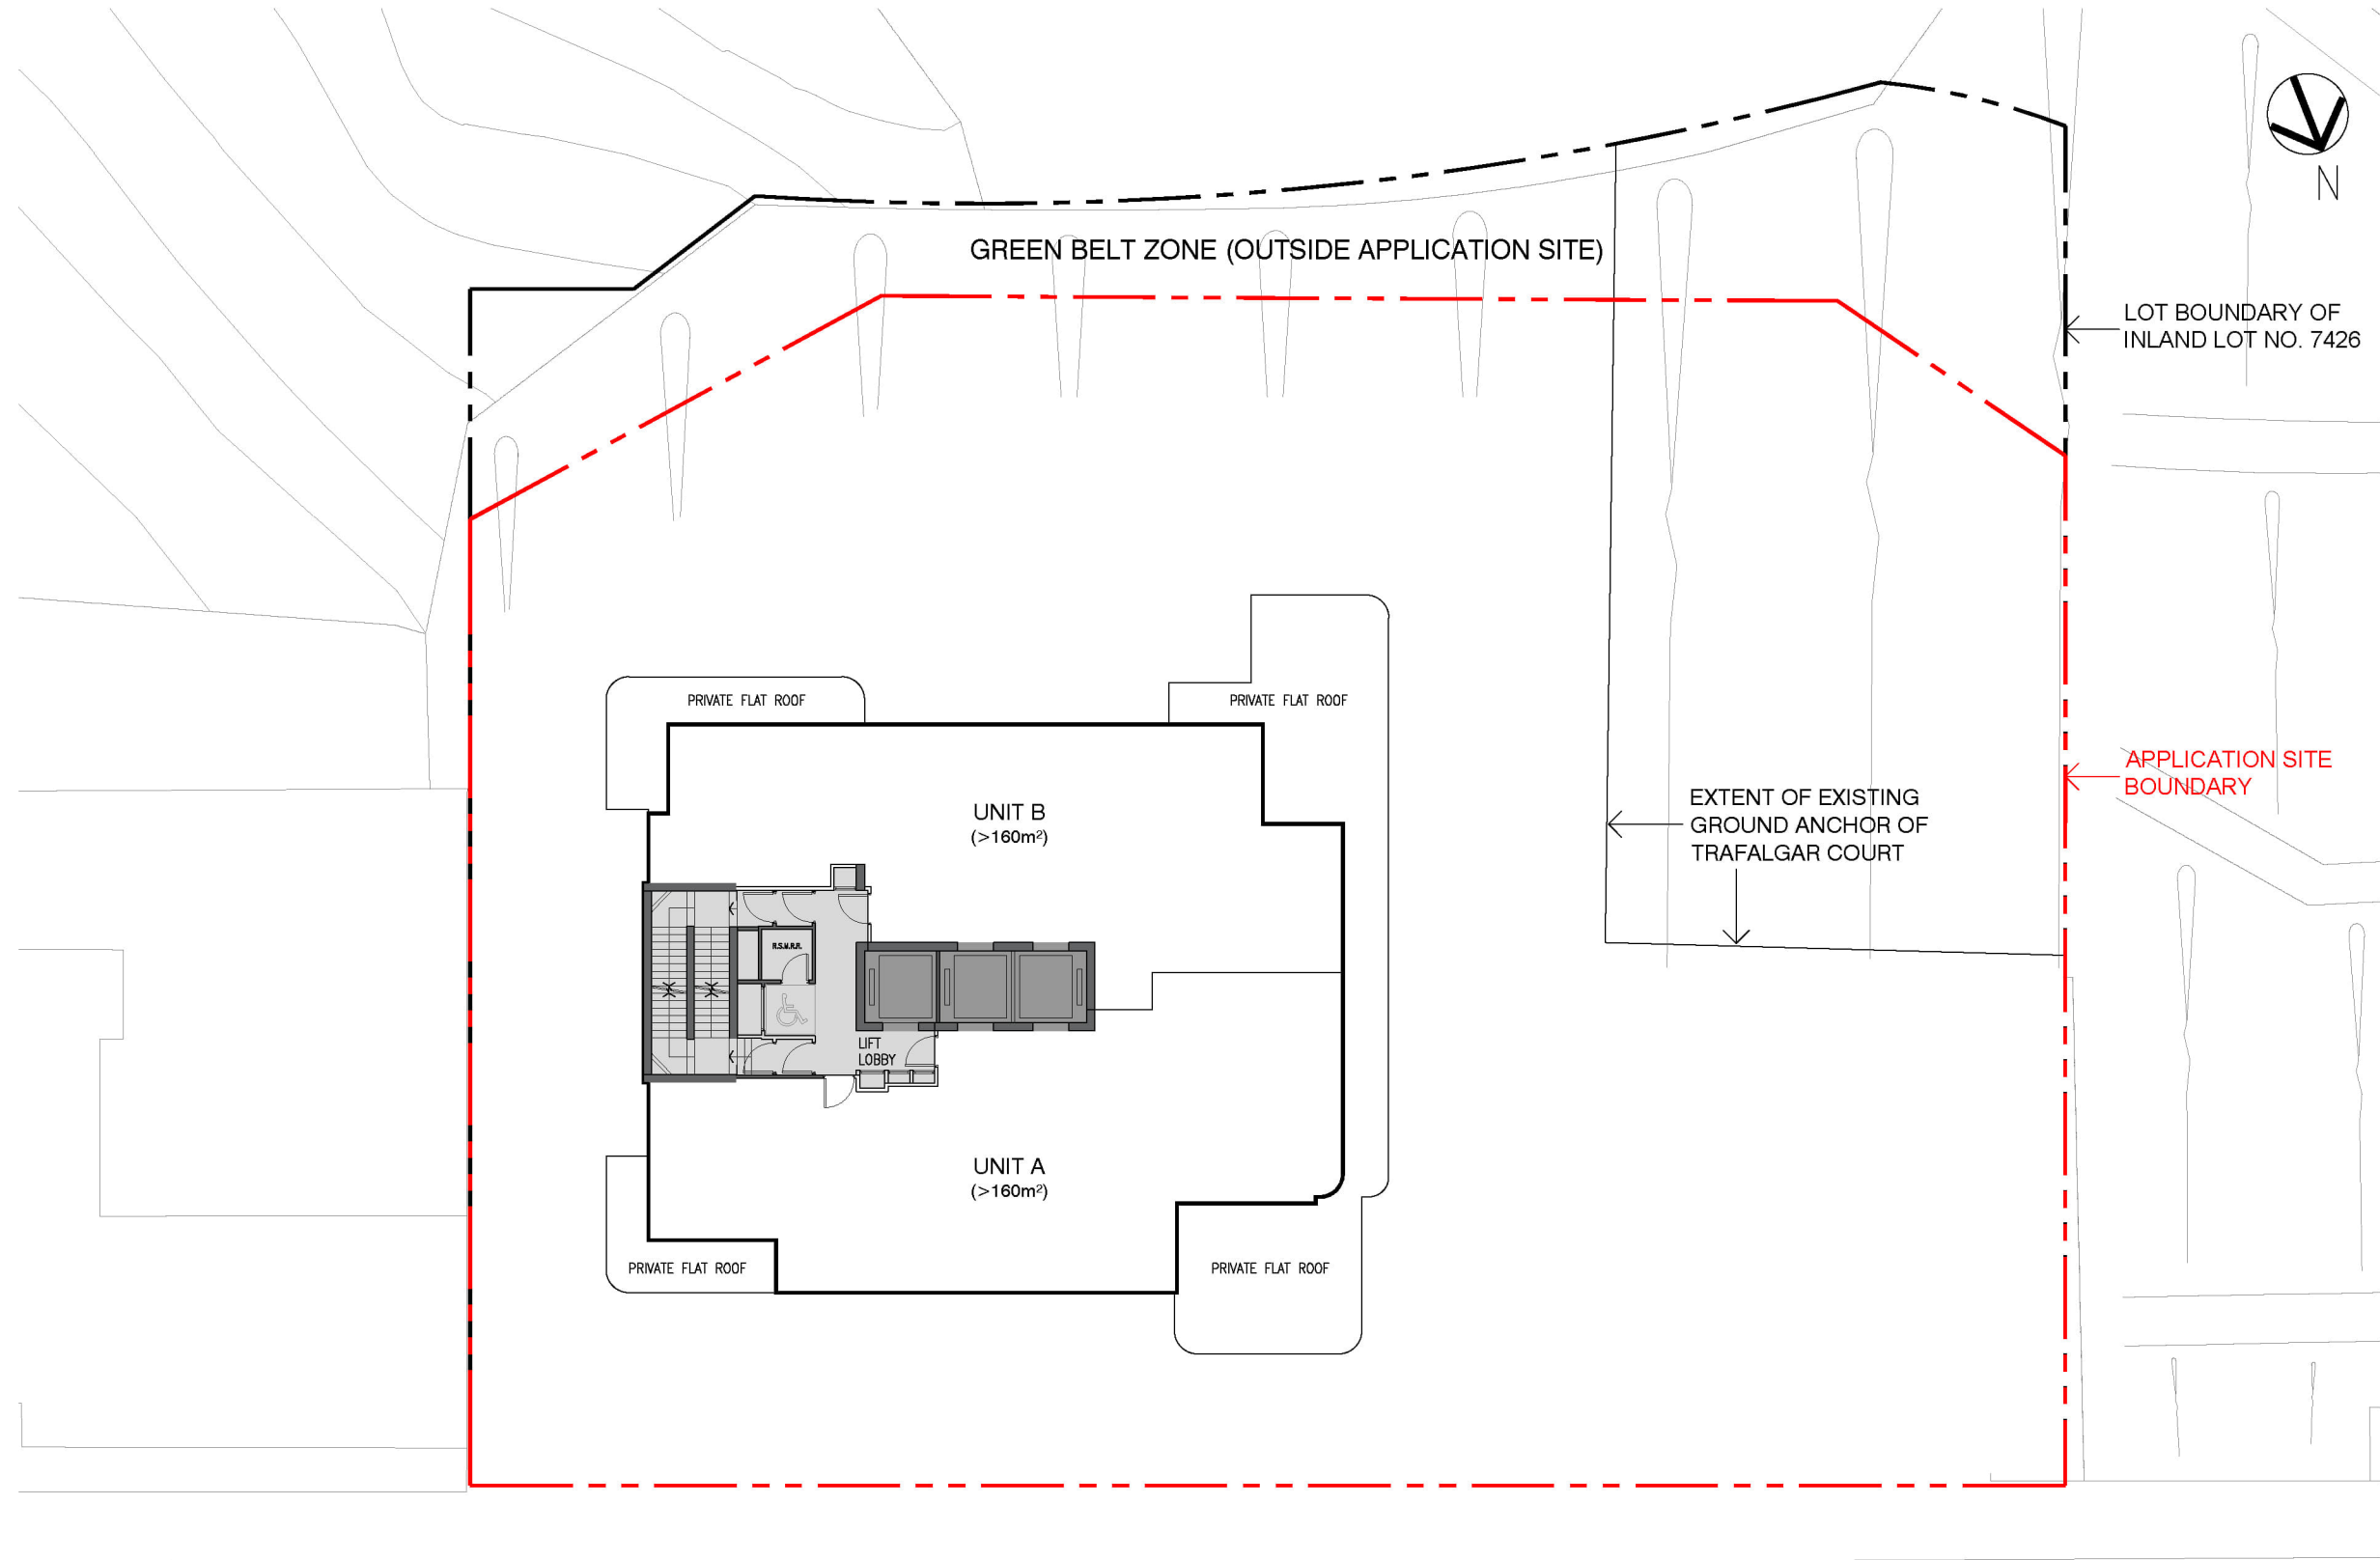 N
GREEN BELT ZONE (OUTSIDE APPLICATION SITE)
LOT BOUNDARY OF
INLAND LOT NO. 7426
PRIVATE FLAT ROOF
PRIVATE FLAT ROOF
APPLICATION SITE
BOUNDARY
UNIT B
(>160m²)
EXTENT OF EXISTING
GROUND ANCHOR OF
TRAFALGAR COURT
R.S.M.R.R.
LIFT
LOBBY
UNIT A
(>160m²)
PRIVATE FLAT ROOF
PRIVATE FLAT ROOF